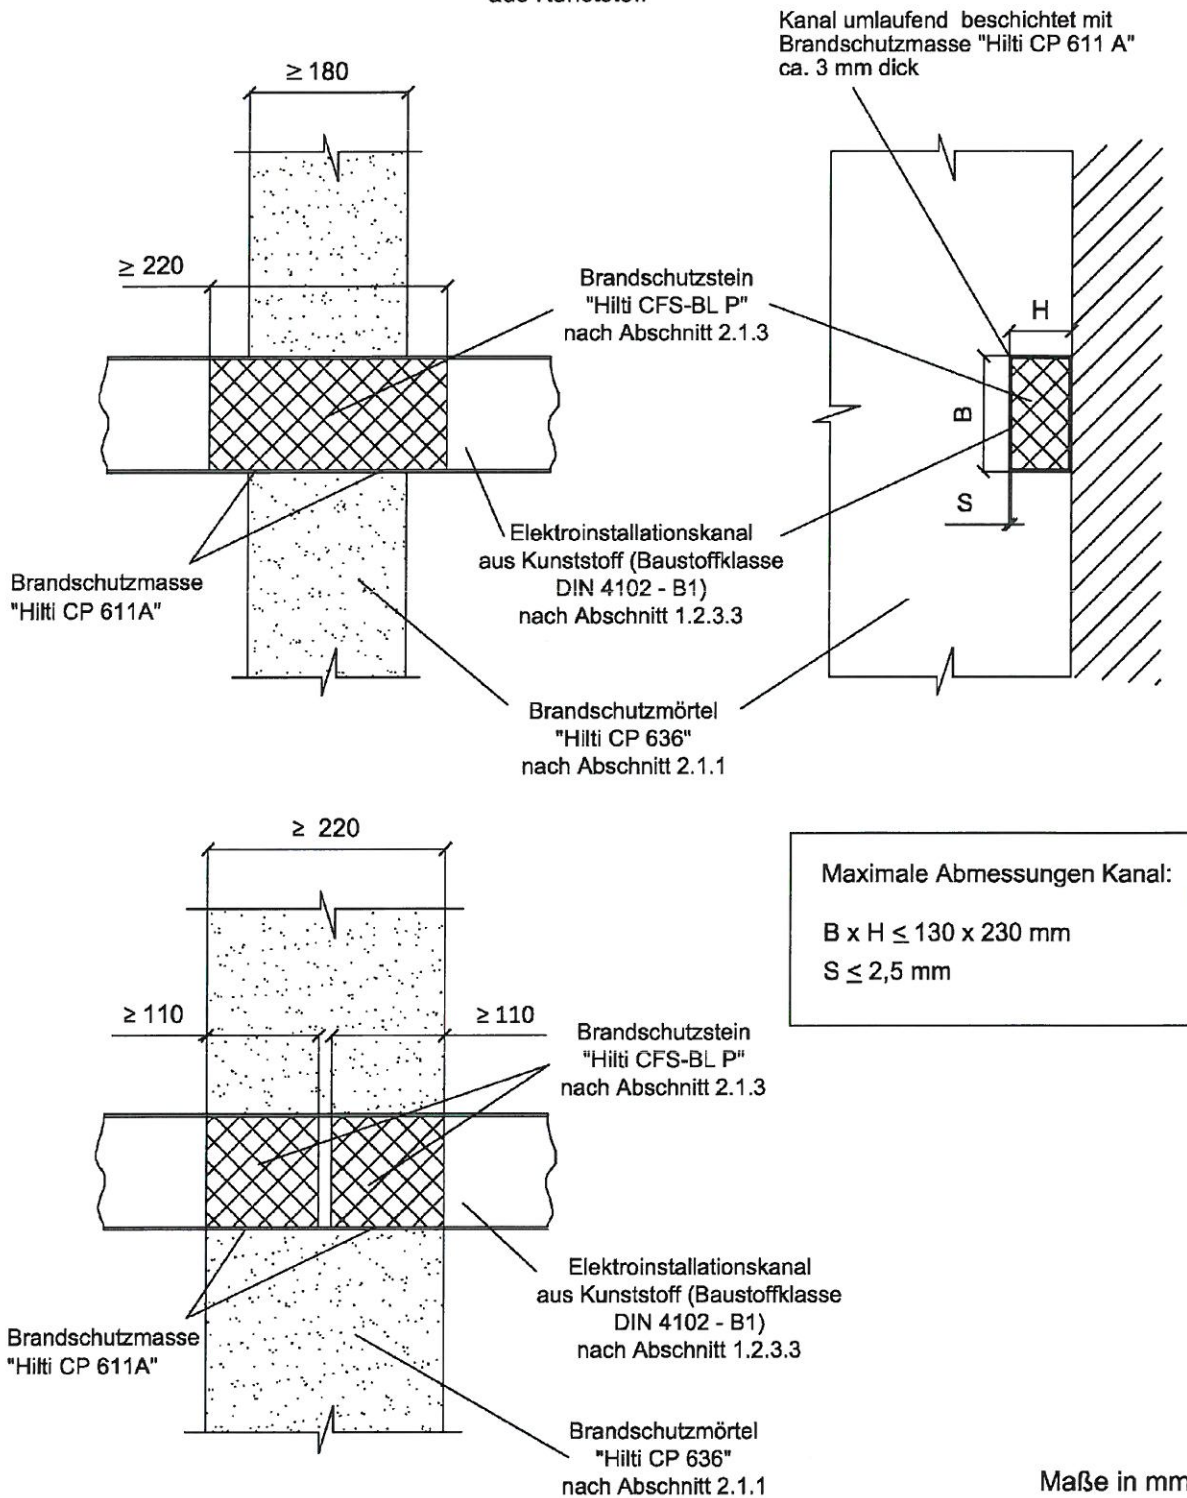 aus Kunststoff
Kanal umlaufend beschichtet mit
Brandschutzmasse "Hilti CP 611 A"
ca. 3 mm dick
≥ 180
≥ 220
Brandschutzstein
"Hilti CFS-BL P"
nach Abschnitt 2.1.3
H
B
S
Elektroinstallationskanal
aus Kunststoff (Baustoffklasse
DIN 4102 - B1)
nach Abschnitt 1.2.3.3
Brandschutzmasse
"Hilti CP 611A"
Brandschutzmörtel
"Hilti CP 636"
nach Abschnitt 2.1.1
≥ 220
Maximale Abmessungen Kanal:
B x H ≤ 130 x 230 mm
S ≤ 2,5 mm
≥ 110
≥ 110
Brandschutzstein
"Hilti CFS-BL P"
nach Abschnitt 2.1.3
Elektroinstallationskanal
aus Kunststoff (Baustoffklasse
DIN 4102 - B1)
nach Abschnitt 1.2.3.3
Brandschutzmasse
"Hilti CP 611A"
Brandschutzmörtel
"Hilti CP 636"
nach Abschnitt 2.1.1
Maße in mm